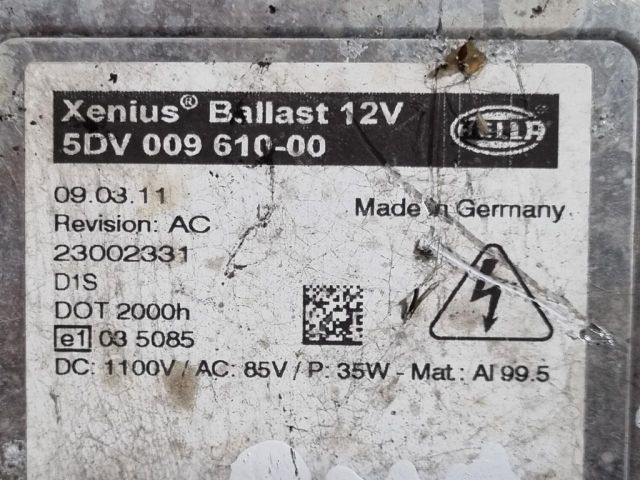 Xenius® Ballast 12V
5DV 009 610-00
HELLA
09.03.11
Revision: AC
Made in Germany
23002331
D1S
DOT 2000h
e1 03 5085
DC: 1100V / AC: 85V / P: 35W - Mat.: Al 99.5